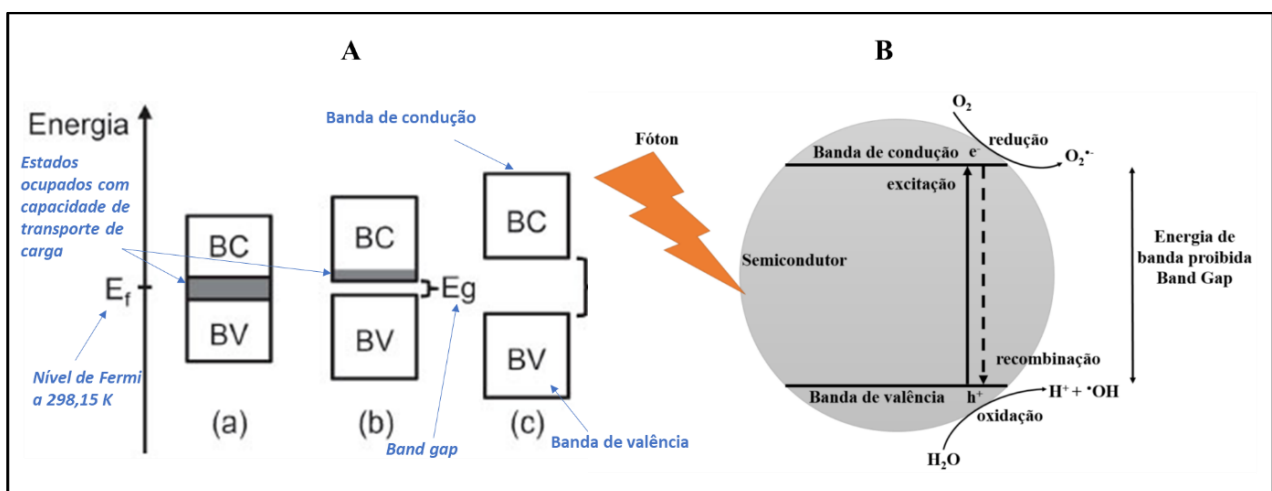 A
Energia
Estados
ocupados com
capacidade de
transporte de
carga
E_f
Nível de Fermi
a 298,15 K
BC
BV
(a)
BC
BV
(b)
Eg
Band gap
Banda de condução
BC
BV
(c)
Banda de valência
B
Fóton
Semicondutor
O₂
redução
O₂•-
Banda de condução e-
excitação
recombinação
Banda de valência h+
oxidação
H+ + •OH
H₂O
Energia de
banda proibida
Band Gap